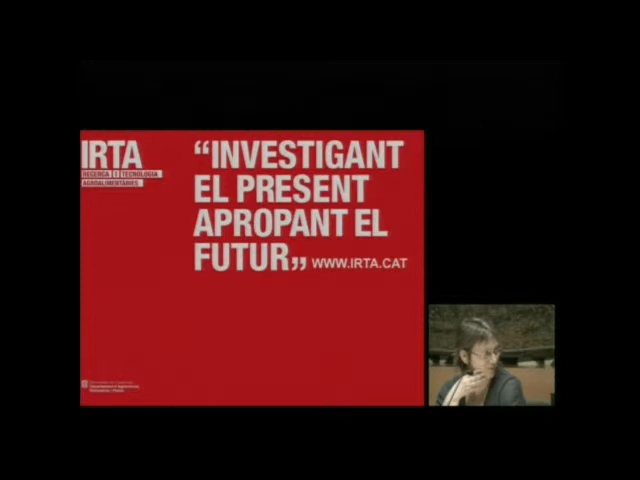 IRTA
RECERCA I TECNOLOGIA
AGROALIMENTÀRIES
“INVESTIGANT
EL PRESENT
APROPANT EL
FUTUR„ WWW.IRTA.CAT